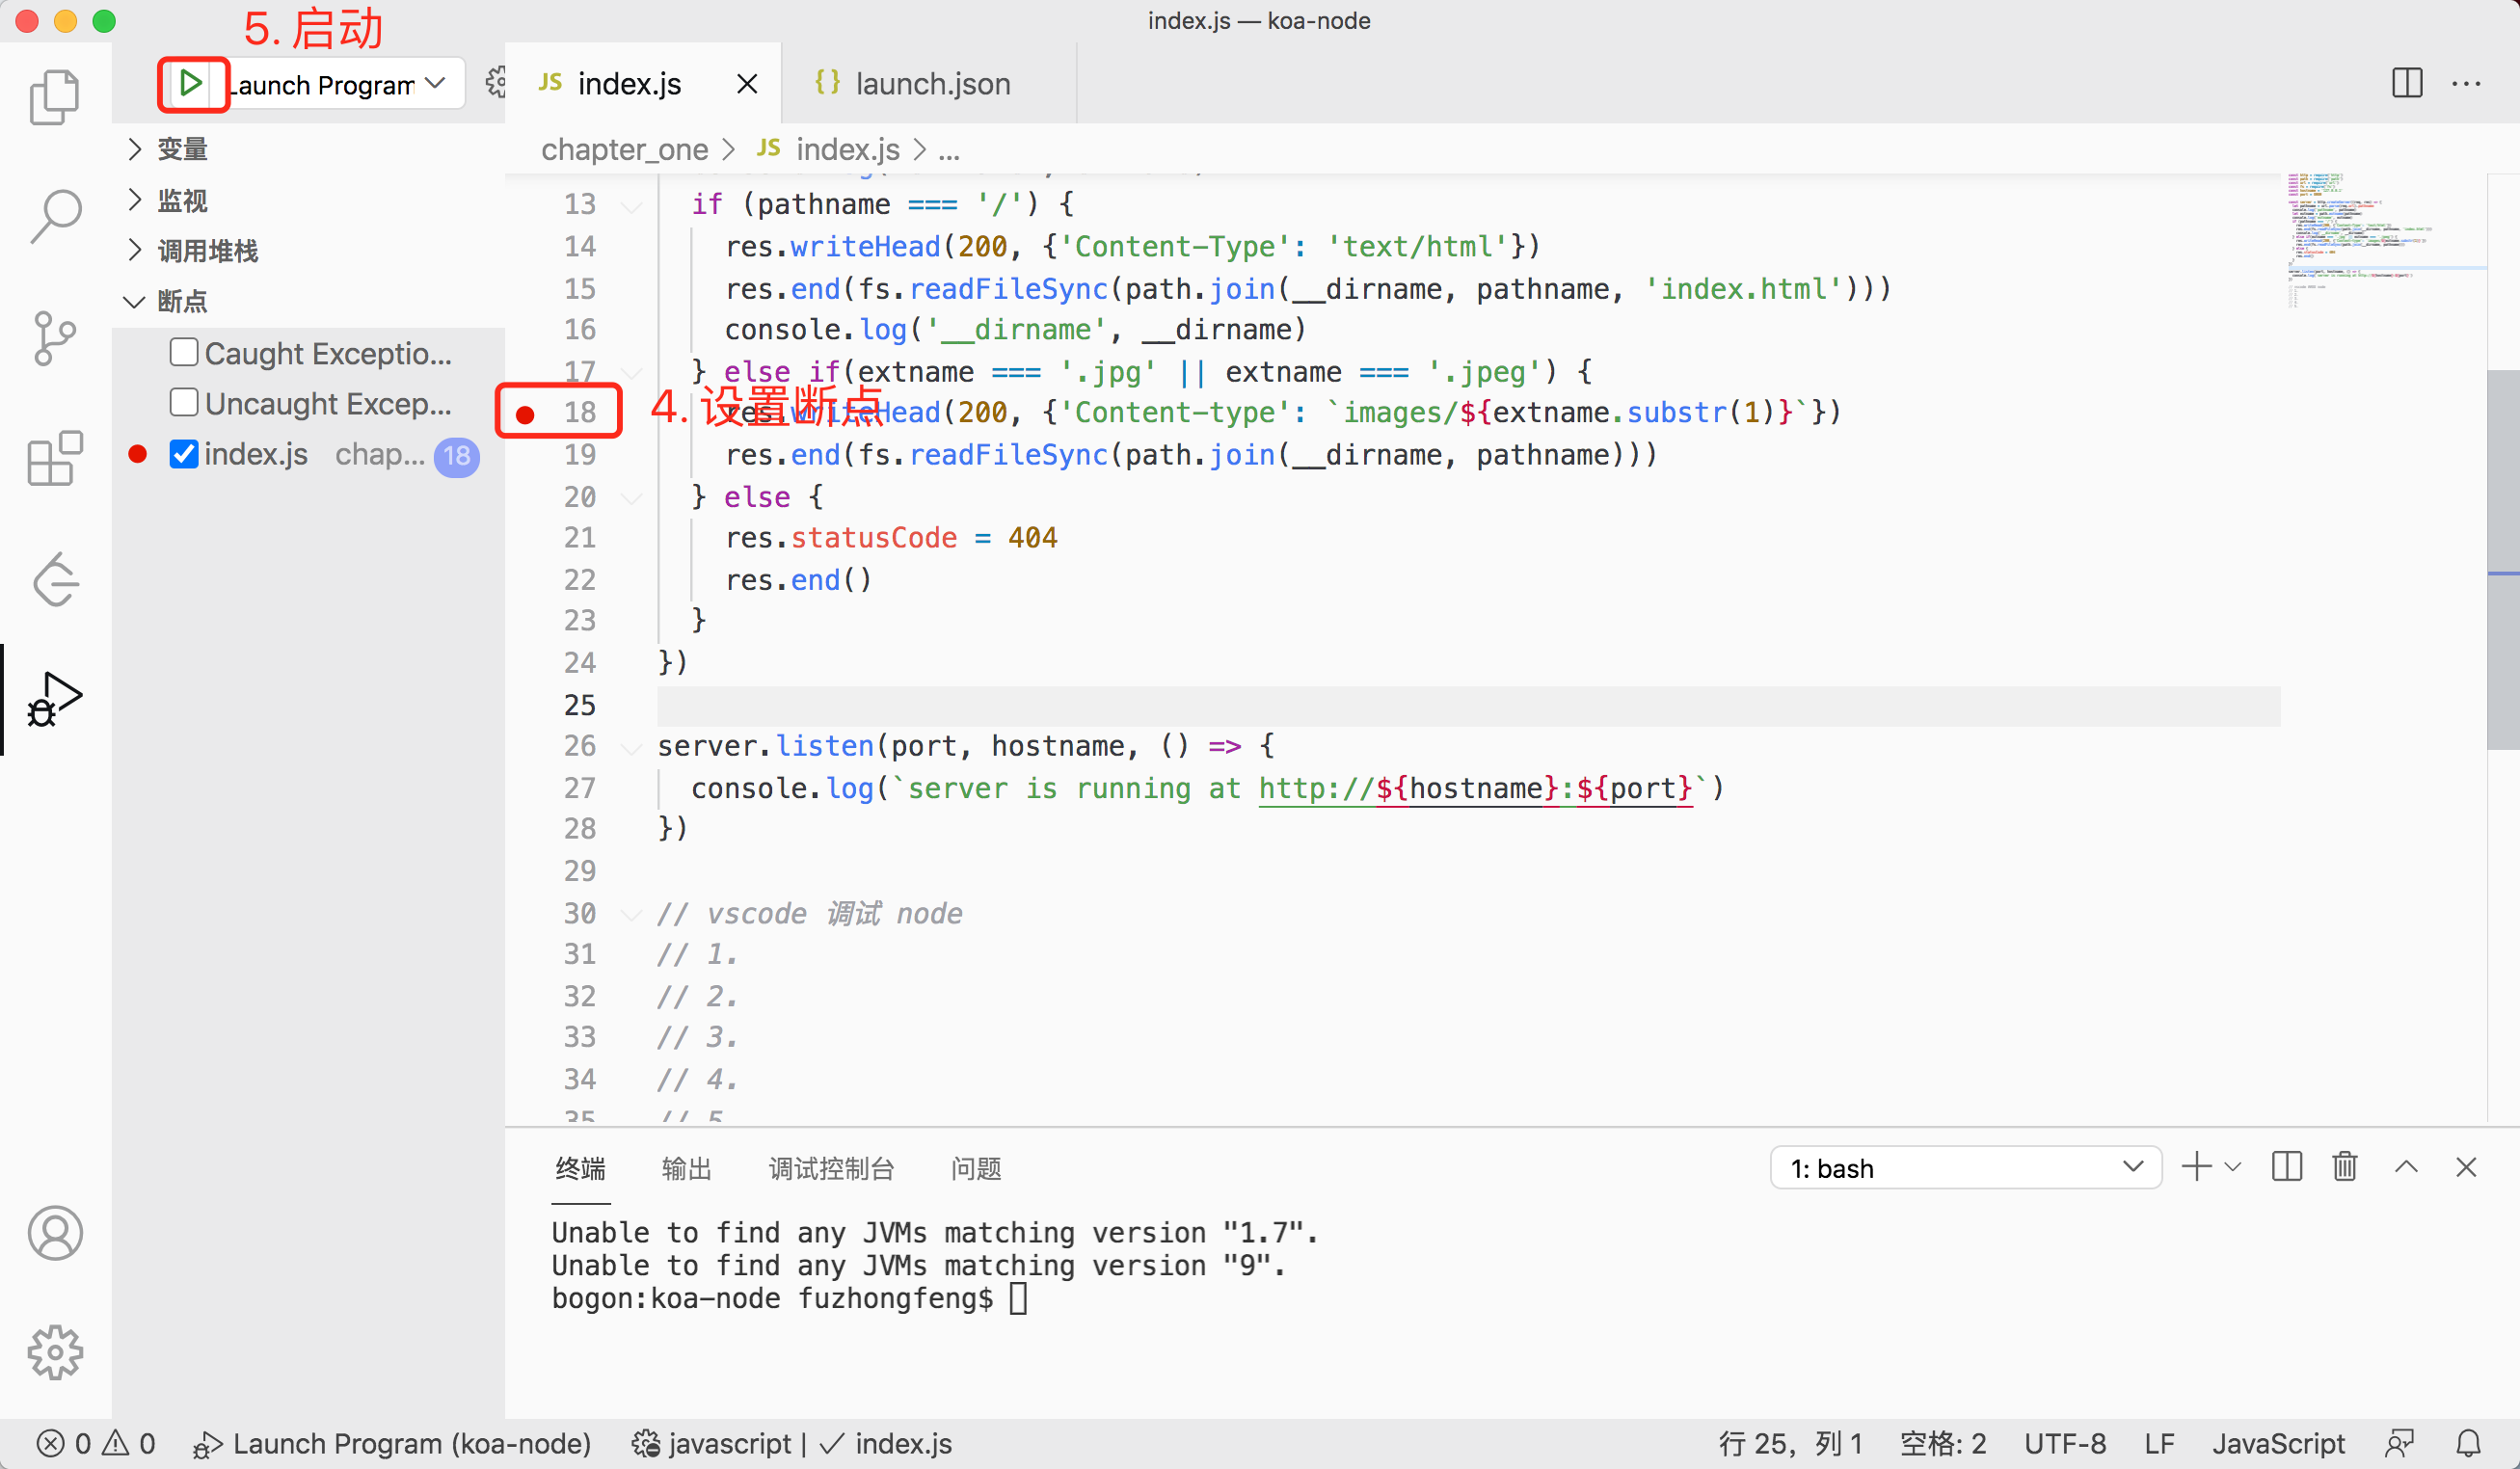 5. 启动
index.js — koa-node
Launch Program
JS index.js
{} launch.json
变量
监视
调用堆栈
断点
Caught Exceptio...
Uncaught Excep...
index.js chap... 18
chapter_one > JS index.js > ...
13 if (pathname === '/') {
14 res.writeHead(200, {'Content-Type': 'text/html'})
15 res.end(fs.readFileSync(path.join(__dirname, pathname, 'index.html')))
16 console.log('__dirname', __dirname)
17 } else if(extname === '.jpg' || extname === '.jpeg') {
4. 设置断点
18 res.writeHead(200, {'Content-type': `images/${extname.substr(1)}`})
19 res.end(fs.readFileSync(path.join(__dirname, pathname)))
20 } else {
21 res.statusCode = 404
22 res.end()
23 }
24 })
25
26 server.listen(port, hostname, () => {
27 console.log(`server is running at http://${hostname}:${port}`)
28 })
29
30 // vscode 调试 node
31 // 1.
32 // 2.
33 // 3.
34 // 4.
35 // 5
终端 输出 调试控制台 问题
1: bash
Unable to find any JVMs matching version "1.7".
Unable to find any JVMs matching version "9".
bogon:koa-node fuzhongfeng$
0 0 Launch Program (koa-node) javascript | ✓ index.js
行 25，列 1 空格: 2 UTF-8 LF JavaScript